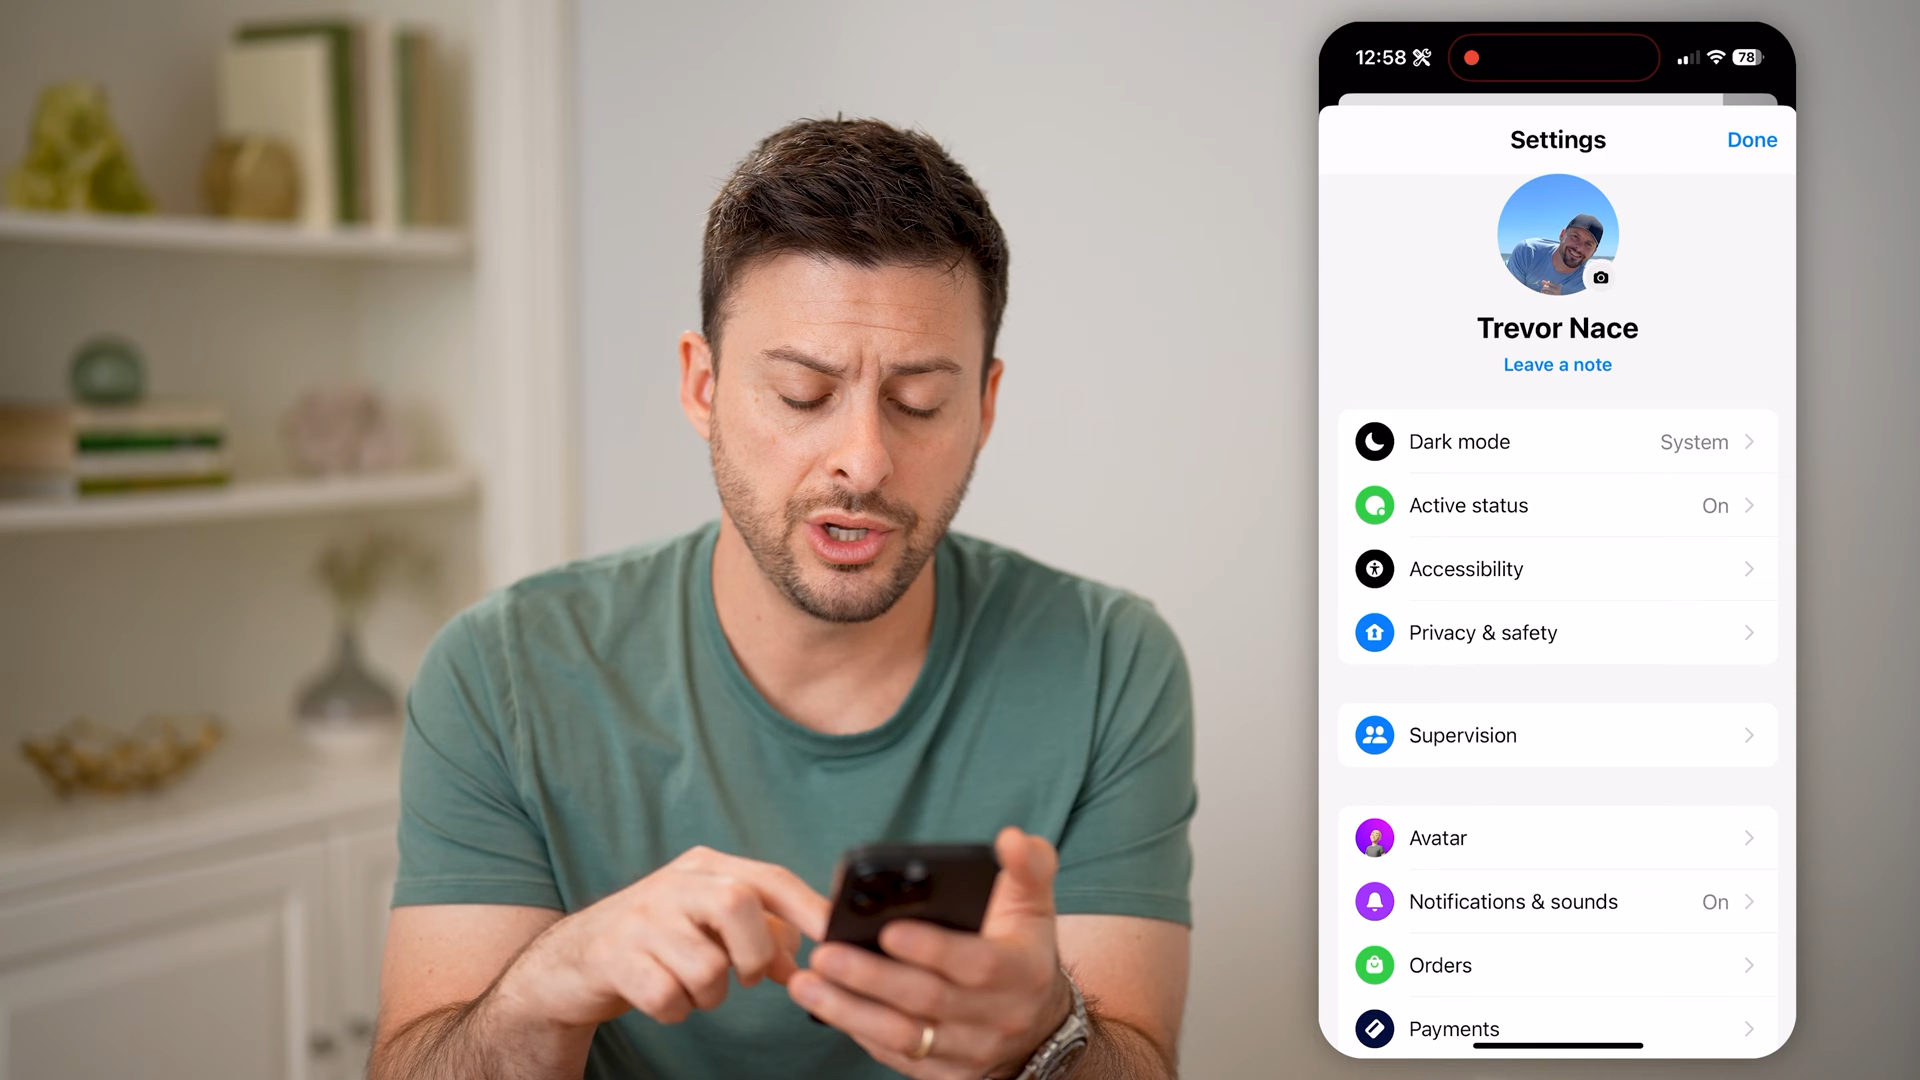 12:58
78
Settings
Done
Trevor Nace
Leave a note
Dark mode System
Active status On
Accessibility
Privacy & safety
Supervision
Avatar
Notifications & sounds On
Orders
Payments